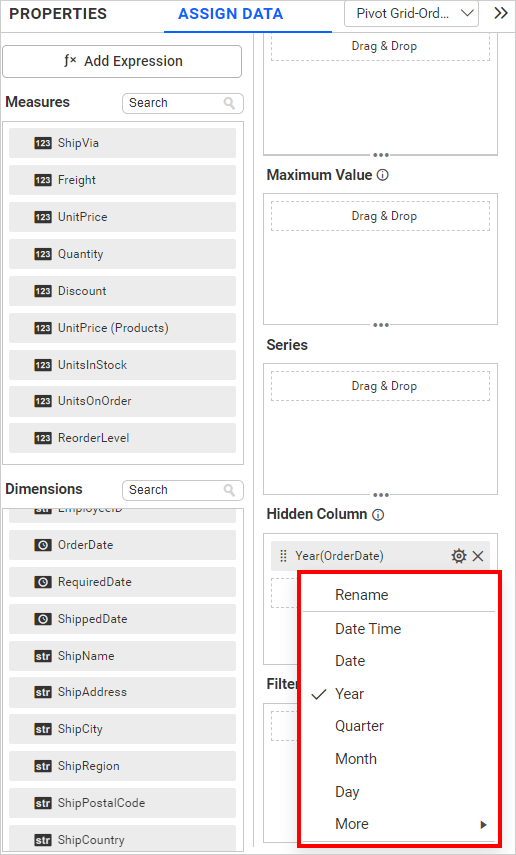 PROPERTIES
ASSIGN DATA
Pivot Grid-Ord...
ƒx Add Expression
Measures
Search
123 ShipVia
123 Freight
123 UnitPrice
123 Quantity
123 Discount
123 UnitPrice (Products)
123 UnitsInStock
123 UnitsOnOrder
123 ReorderLevel
Dimensions
Search
EmployeeID
OrderDate
RequiredDate
ShippedDate
str ShipName
str ShipAddress
str ShipCity
str ShipRegion
str ShipPostalCode
str ShipCountry
Drag & Drop
Maximum Value
Drag & Drop
Series
Drag & Drop
Hidden Column
Year(OrderDate)
Rename
Date Time
Date
Year
Quarter
Month
Day
More
Filter